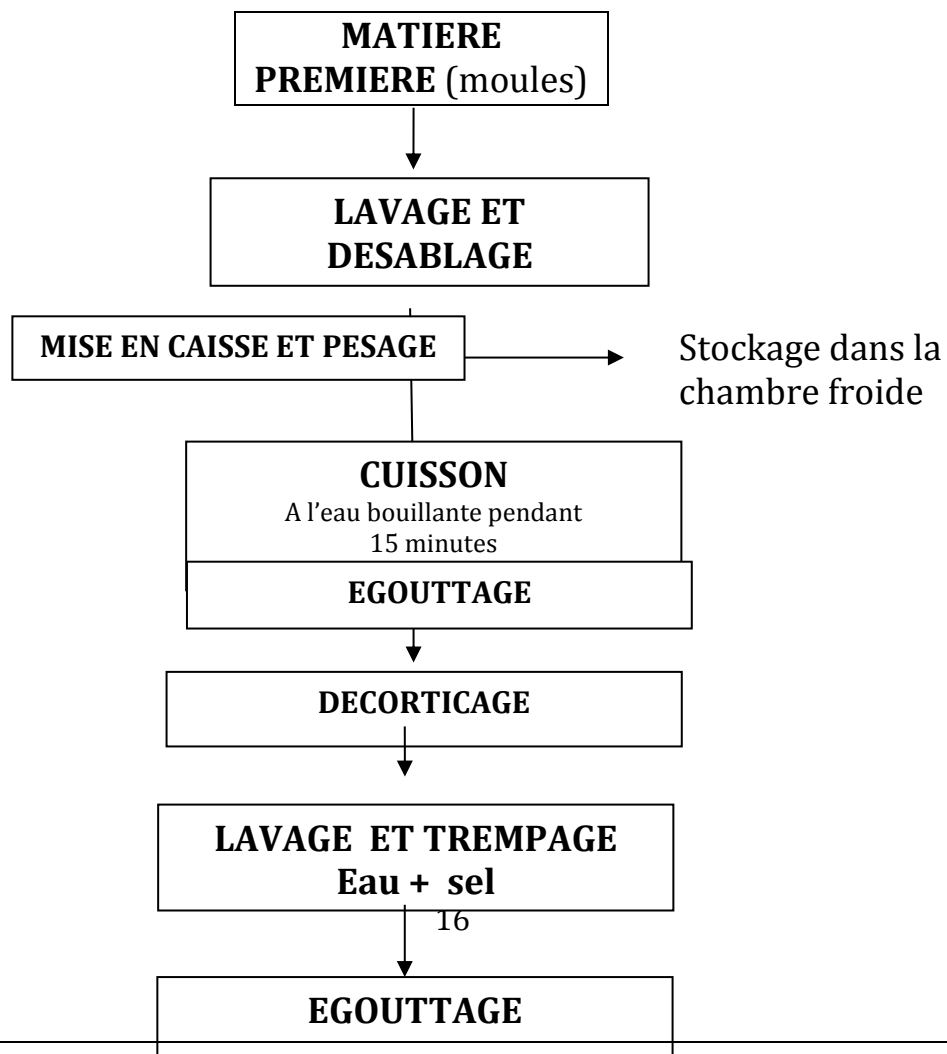 MATIERE
PREMIERE (moules)
LAVAGE ET
DESABLAGE
MISE EN CAISSE ET PESAGE
Stockage dans la
chambre froide
CUISSON
A l’eau bouillante pendant
15 minutes
EGOUTTAGE
DECORTICAGE
LAVAGE ET TREMPAGE
Eau + sel
16
EGOUTTAGE